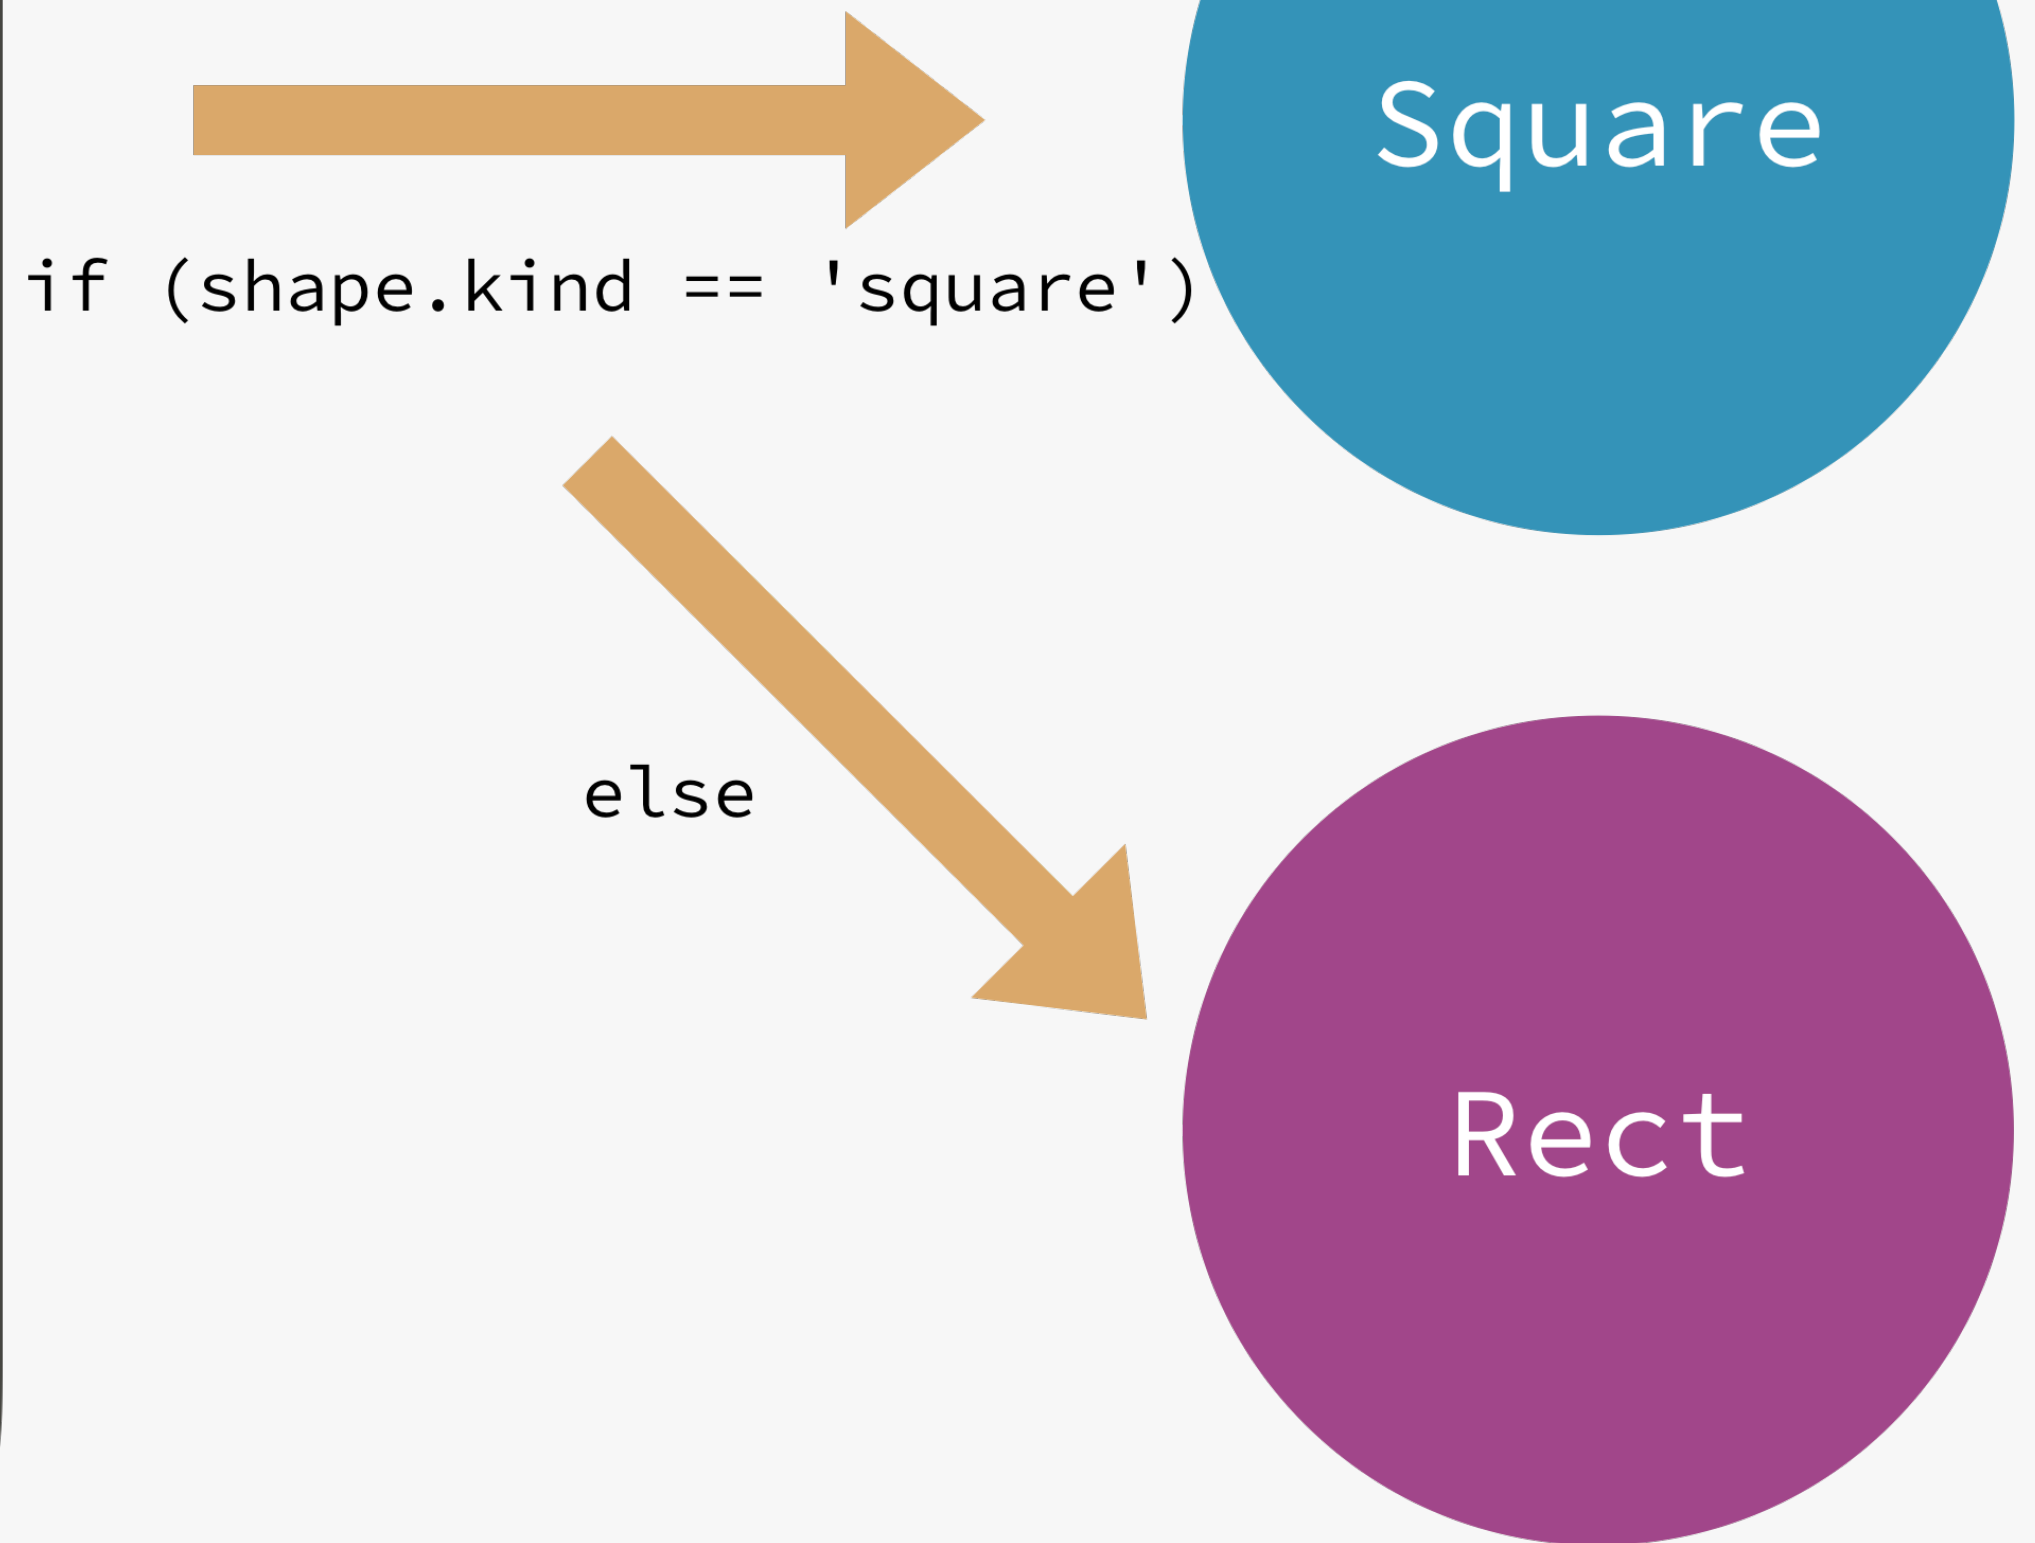 Square
if (shape.kind == 'square')
else
Rect